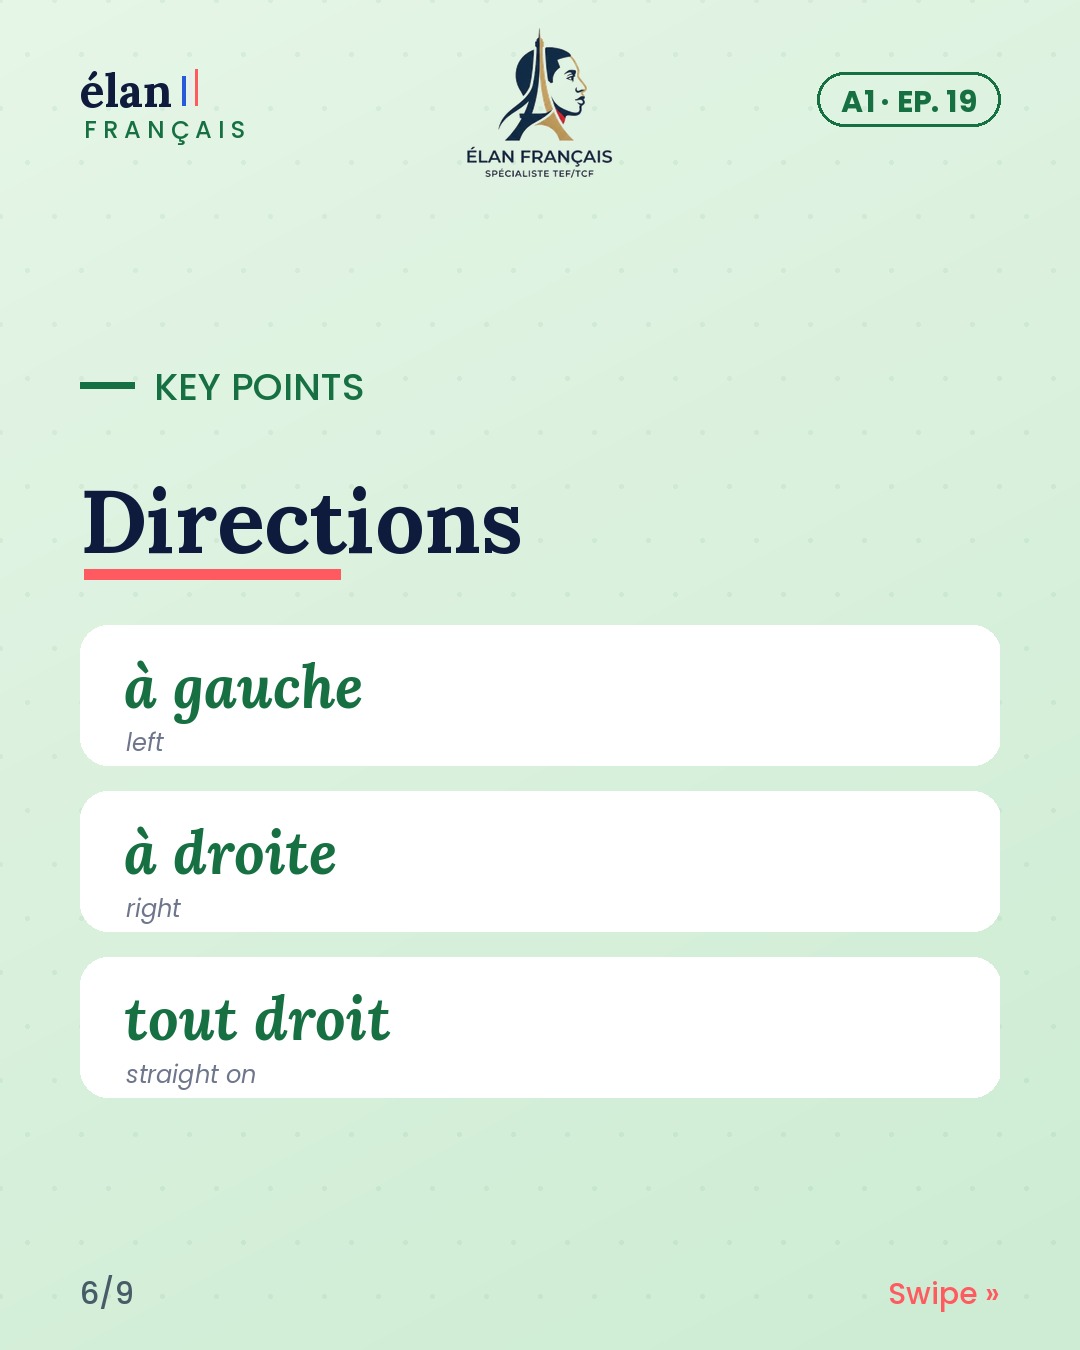 élan
FRANÇAIS
ÉLAN FRANÇAIS
SPÉCIALISTE TEF/TCF
A1 · EP. 19
KEY POINTS
Directions
à gauche
left
à droite
right
tout droit
straight on
6/9
Swipe »